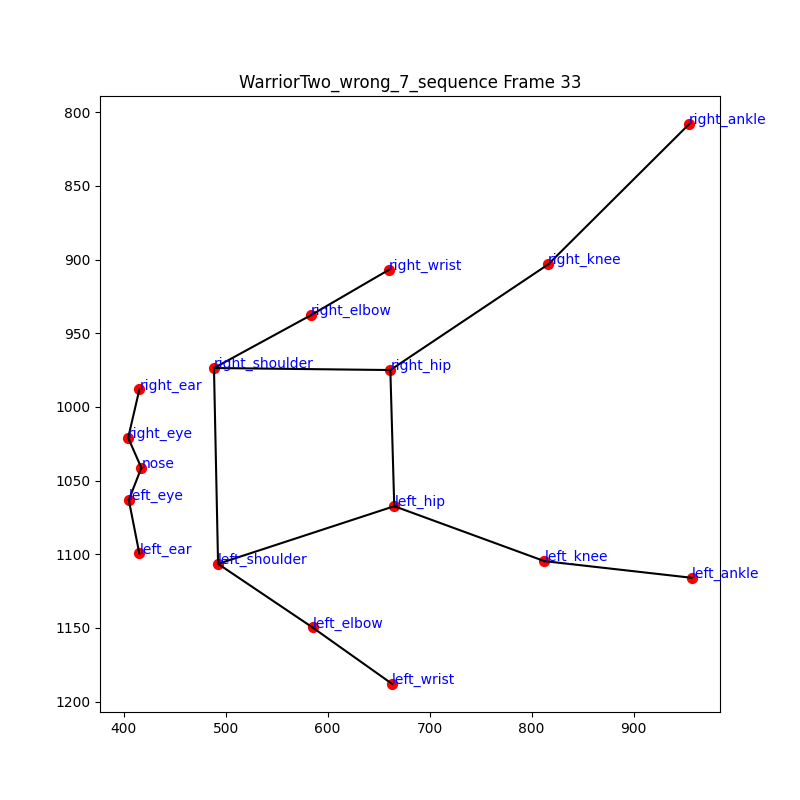 WarriorTwo_wrong_7_sequence Frame 33
800
right_ankle
850
900
right_wrist
right_knee
right_elbow
950
right_shoulder
right_hip
right_ear
1000
right_eye
nose
1050
left_eye
left_hip
1100
left_ear
left_shoulder
left_knee
left_ankle
left_elbow
1150
left_wrist
1200
400 500 600 700 800 900